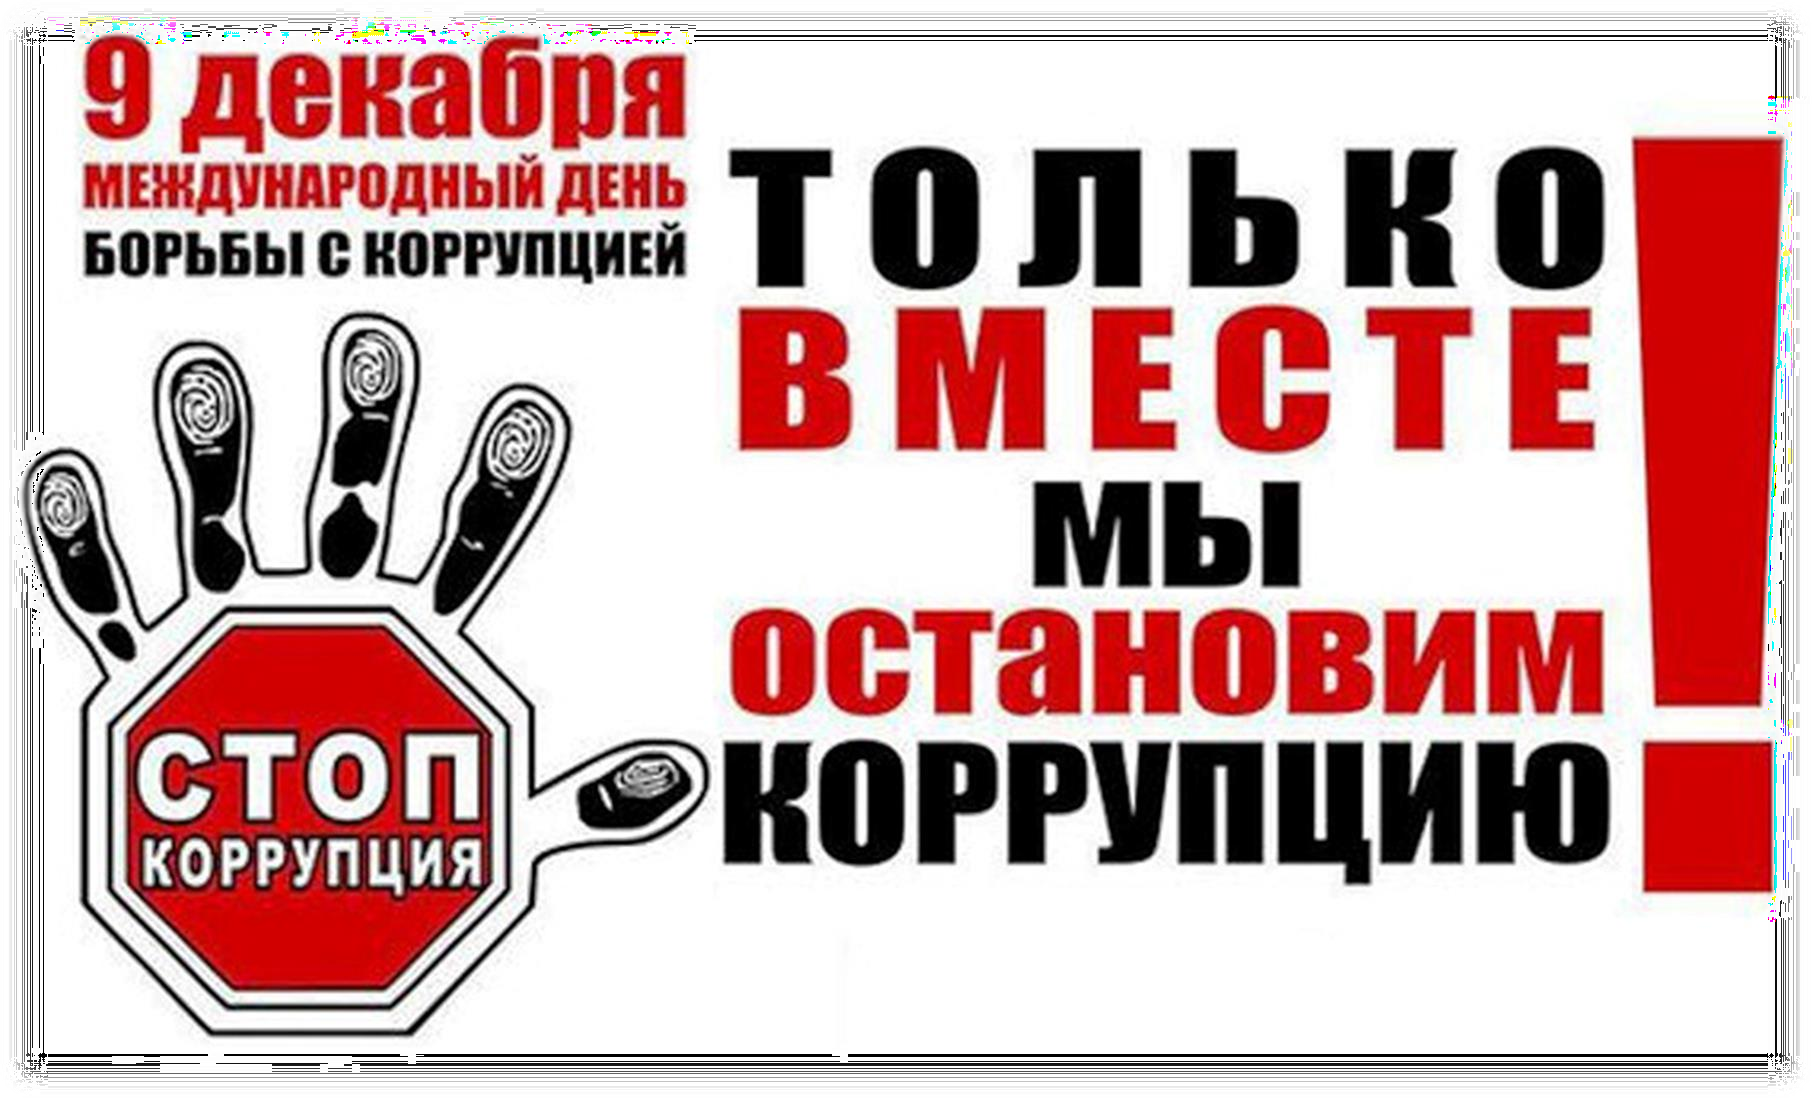 9 декабря
МЕЖДУНАРОДНЫЙ ДЕНЬ
БОРЬБЫ С КОРРУПЦИЕЙ
СТОП
КОРРУПЦИЯ
ТОЛЬКО
ВМЕСТЕ
МЫ
ОСТАНОВИМ
КОРРУПЦИЮ!